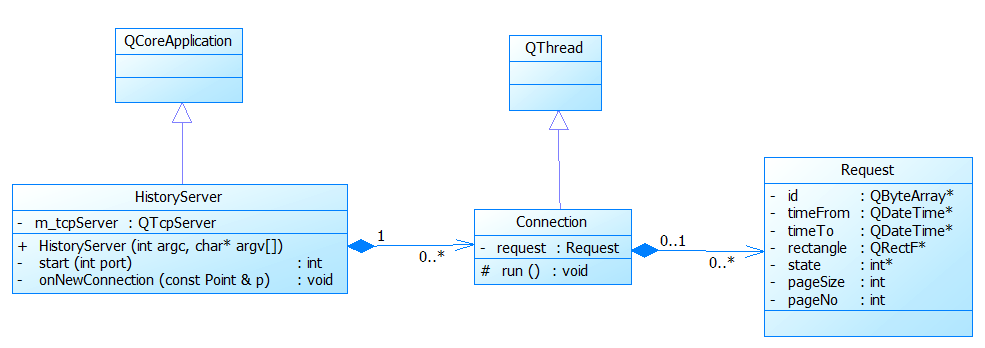 QCoreApplication
QThread
HistoryServer
- m_tcpServer : QTcpServer
+ HistoryServer (int argc, char* argv[])
- start (int port) : int
- onNewConnection (const Point & p) : void
1
0..*
Connection
- request : Request
# run () : void
0..1
0..*
Request
- id : QByteArray*
- timeFrom : QDateTime*
- timeTo : QDateTime*
- rectangle : QRectF*
- state : int*
- pageSize : int
- pageNo : int